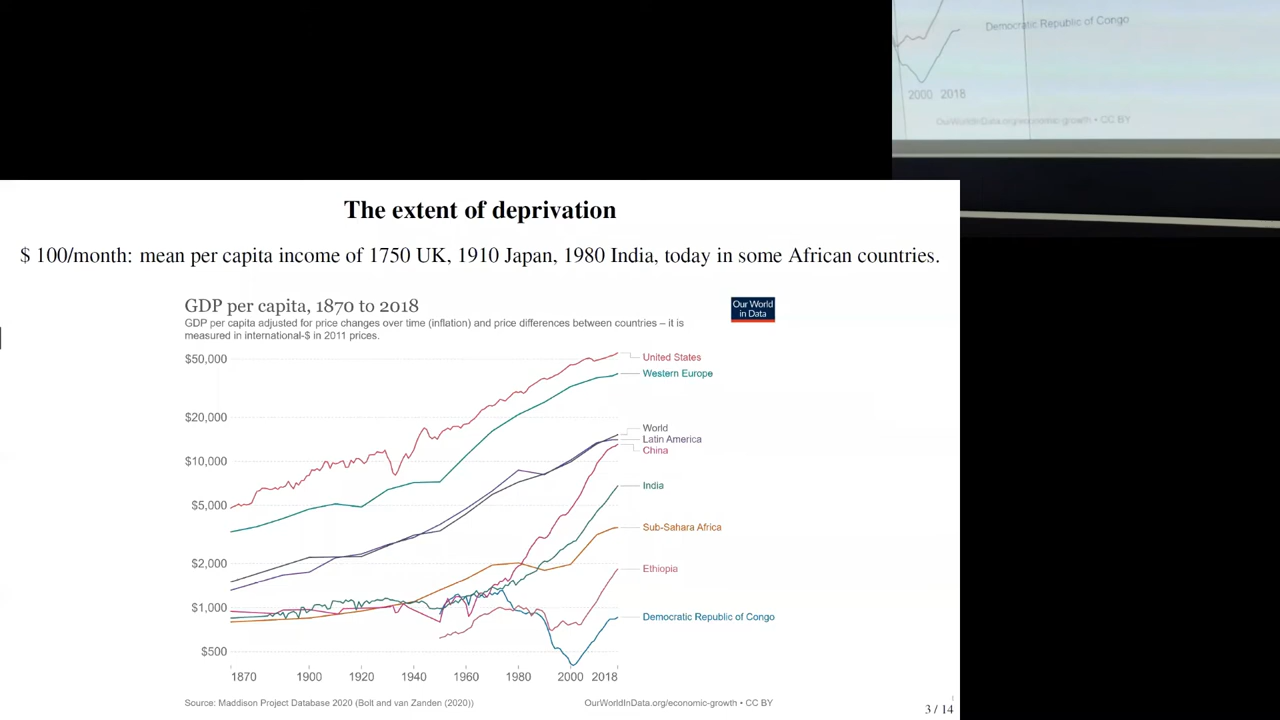 Democratic Republic of Congo
2000 2018
OurWorldInData.org/economic-growth • CC BY
The extent of deprivation
$ 100/month: mean per capita income of 1750 UK, 1910 Japan, 1980 India, today in some African countries.
GDP per capita, 1870 to 2018
Our World
in Data
GDP per capita adjusted for price changes over time (inflation) and price differences between countries – it is
measured in international-$ in 2011 prices.
$50,000
United States
Western Europe
$20,000
World
Latin America
China
$10,000
India
$5,000
Sub-Sahara Africa
$2,000
Ethiopia
$1,000
Democratic Republic of Congo
$500
1870 1900 1920 1940 1960 1980 2000 2018
Source: Maddison Project Database 2020 (Bolt and van Zanden (2020)) OurWorldInData.org/economic-growth • CC BY
3 / 14